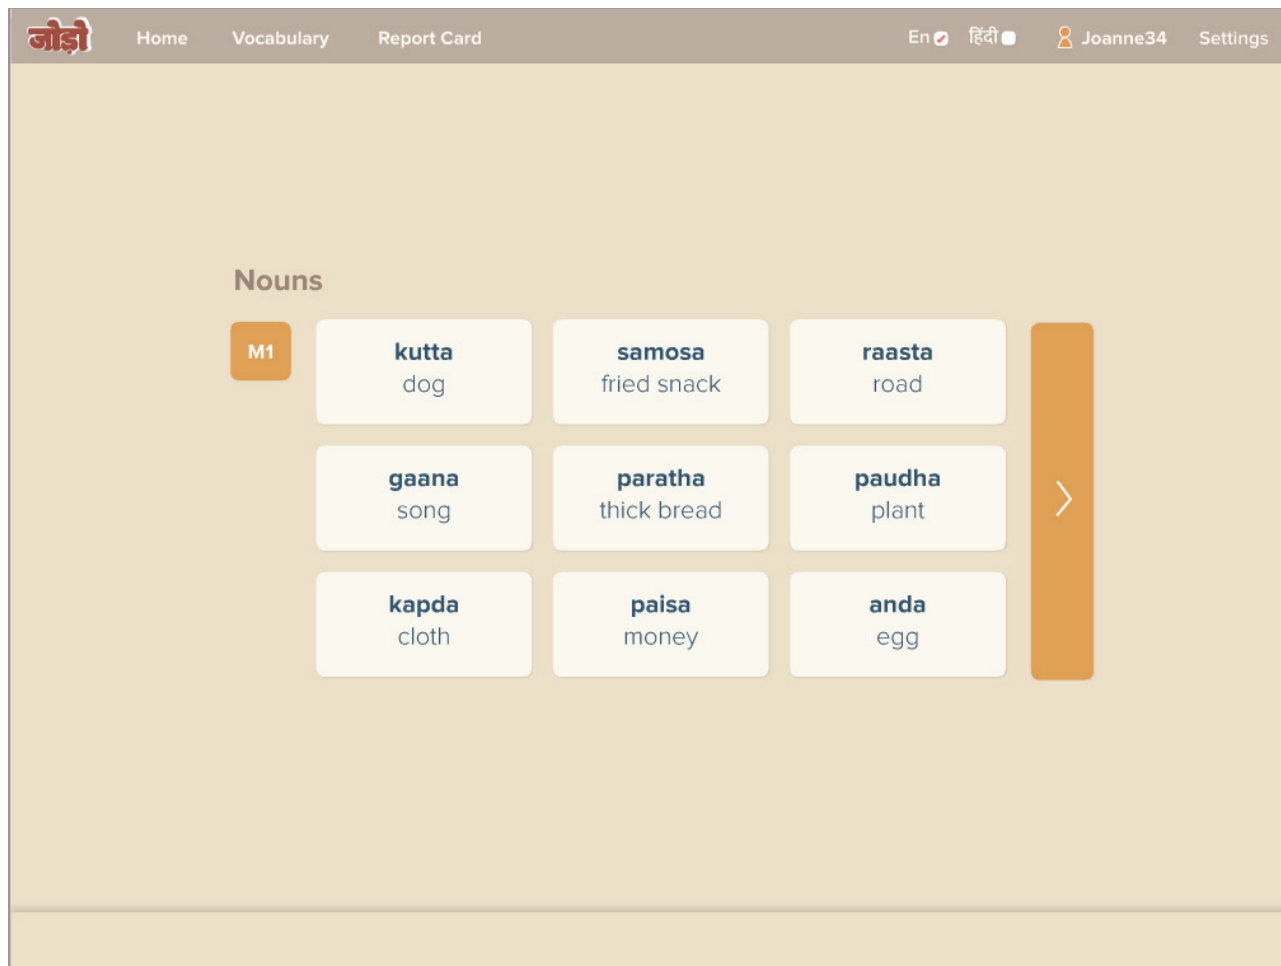 जोड़ो Home Vocabulary Report Card En हिंदी Joanne34 Settings
Nouns
M1
kutta
dog
samosa
fried snack
raasta
road
gaana
song
paratha
thick bread
paudha
plant
kapda
cloth
paisa
money
anda
egg